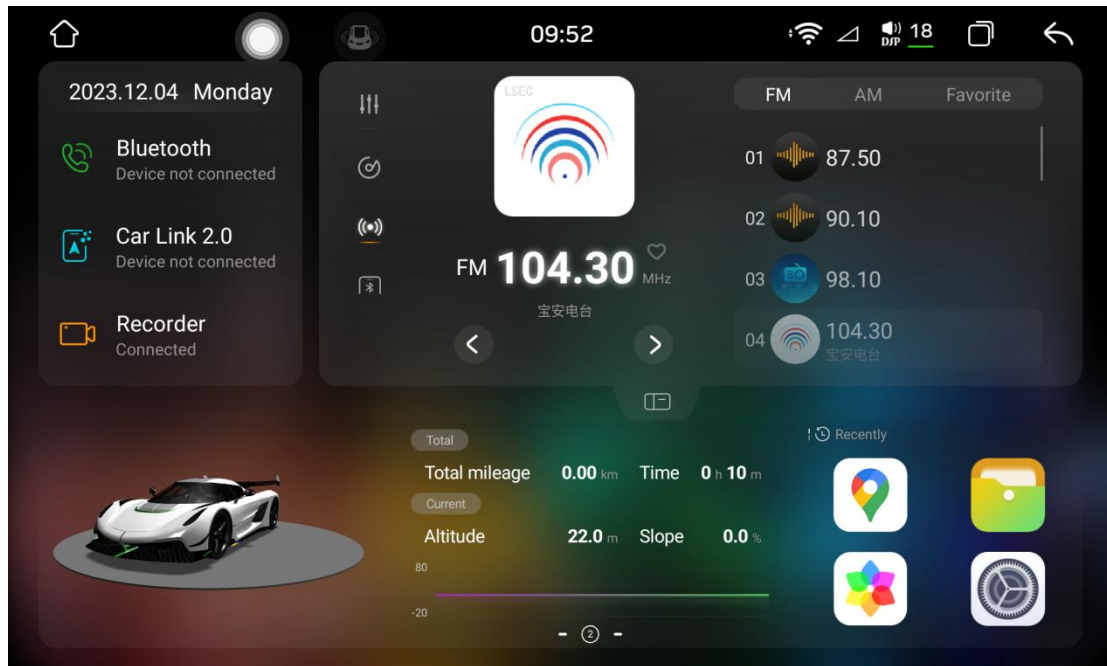 09:52
DSP 18
2023.12.04 Monday
Bluetooth
Device not connected
Car Link 2.0
Device not connected
Recorder
Connected
LSEC
FM 104.30 MHz
宝安电台
FM AM Favorite
01 87.50
02 90.10
03 98.10
04 104.30
宝安电台
Total
Total mileage 0.00 km Time 0 h 10 m
Current
Altitude 22.0 m Slope 0.0 %
80
-20
2
Recently